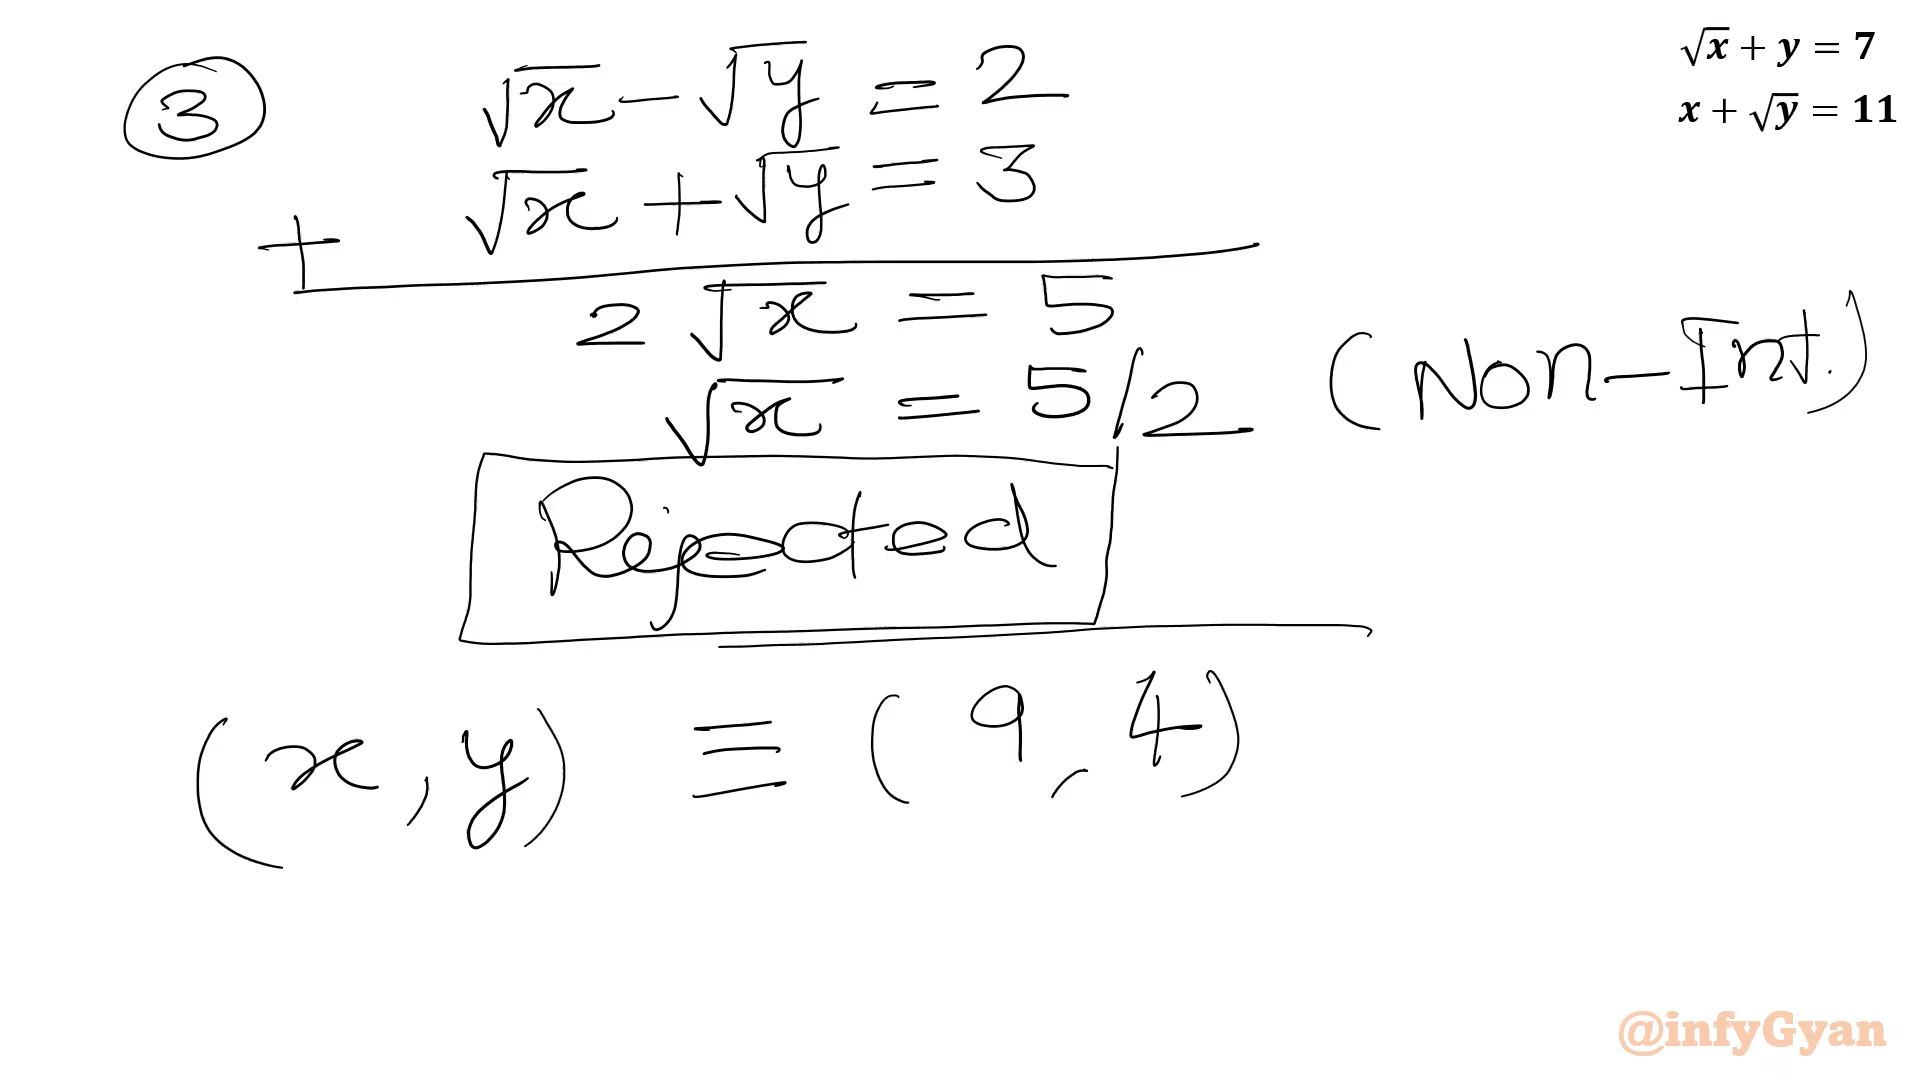 √x + y = 7
x + √y = 11
③ √x − √y = 2
+ √x + √y = 3
2√x = 5
√x = 5/2 (Non-Int.)
Rejected
(x, y) ≡ (9, 4)
@infyGyan